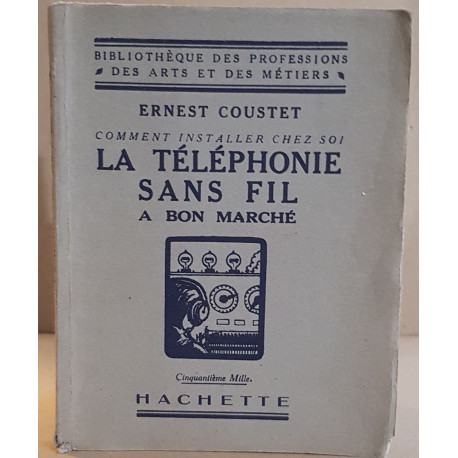 BIBLIOTHÈQUE DES PROFESSIONS
DES ARTS ET DES MÉTIERS
ERNEST COUSTET
COMMENT INSTALLER CHEZ SOI
LA TÉLÉPHONIE
SANS FIL
A BON MARCHÉ
Cinquantième Mille.
HACHETTE